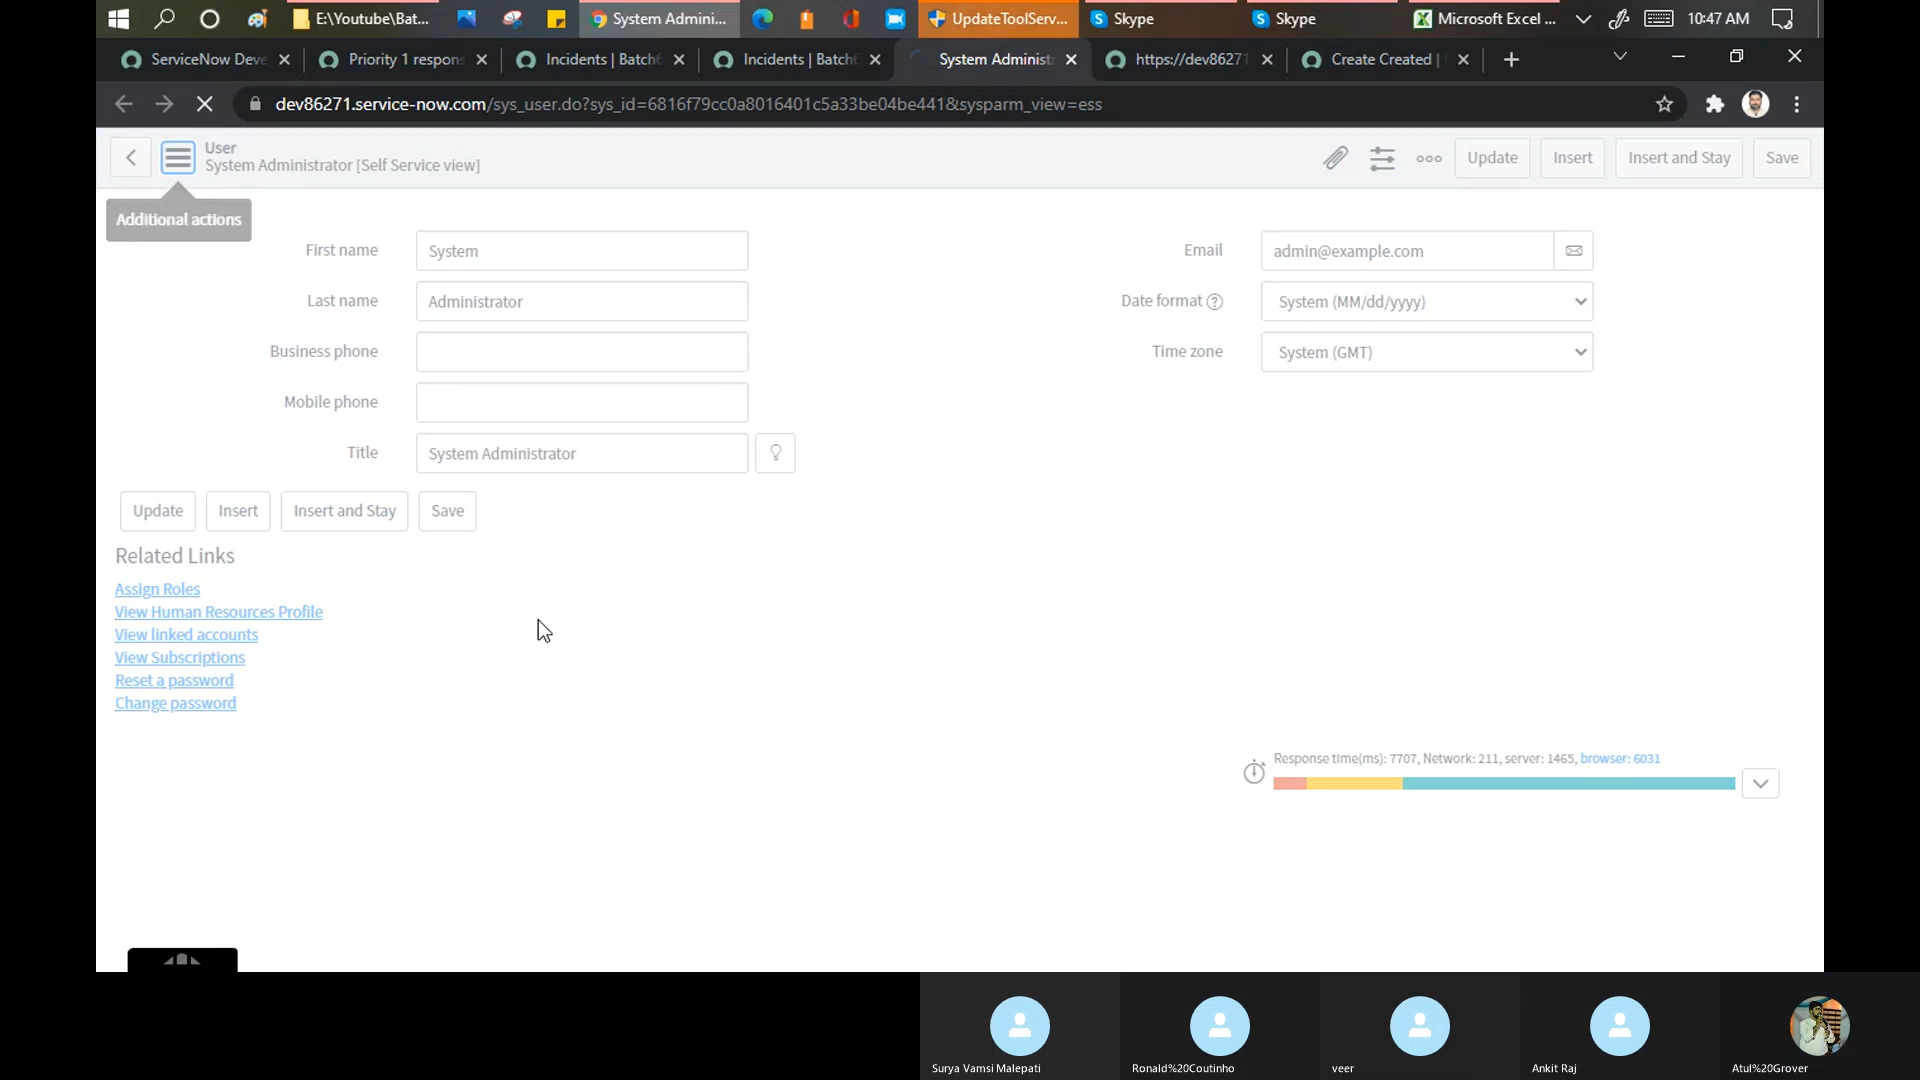 E:\Youtube\Bat...
System Admini...
UpdateToolServ...
Skype
Skype
Microsoft Excel ...
10:47 AM
ServiceNow Deve
Priority 1 respons
Incidents | Batch6
Incidents | Batch6
System Administr
https://dev86271
Create Created |
dev86271.service-now.com/sys_user.do?sys_id=6816f79cc0a8016401c5a33be04be441&sysparm_view=ess
User
System Administrator [Self Service view]
Update
Insert
Insert and Stay
Save
Additional actions
First name
System
Email
admin@example.com
Last name
Administrator
Date format
System (MM/dd/yyyy)
Business phone
Time zone
System (GMT)
Mobile phone
Title
System Administrator
Update
Insert
Insert and Stay
Save
Related Links
Assign Roles
View Human Resources Profile
View linked accounts
View Subscriptions
Reset a password
Change password
Response time(ms): 7707, Network: 211, server: 1465, browser: 6031
Surya Vamsi Malepati
Ronald%20Coutinho
veer
Ankit Raj
Atul%20Grover